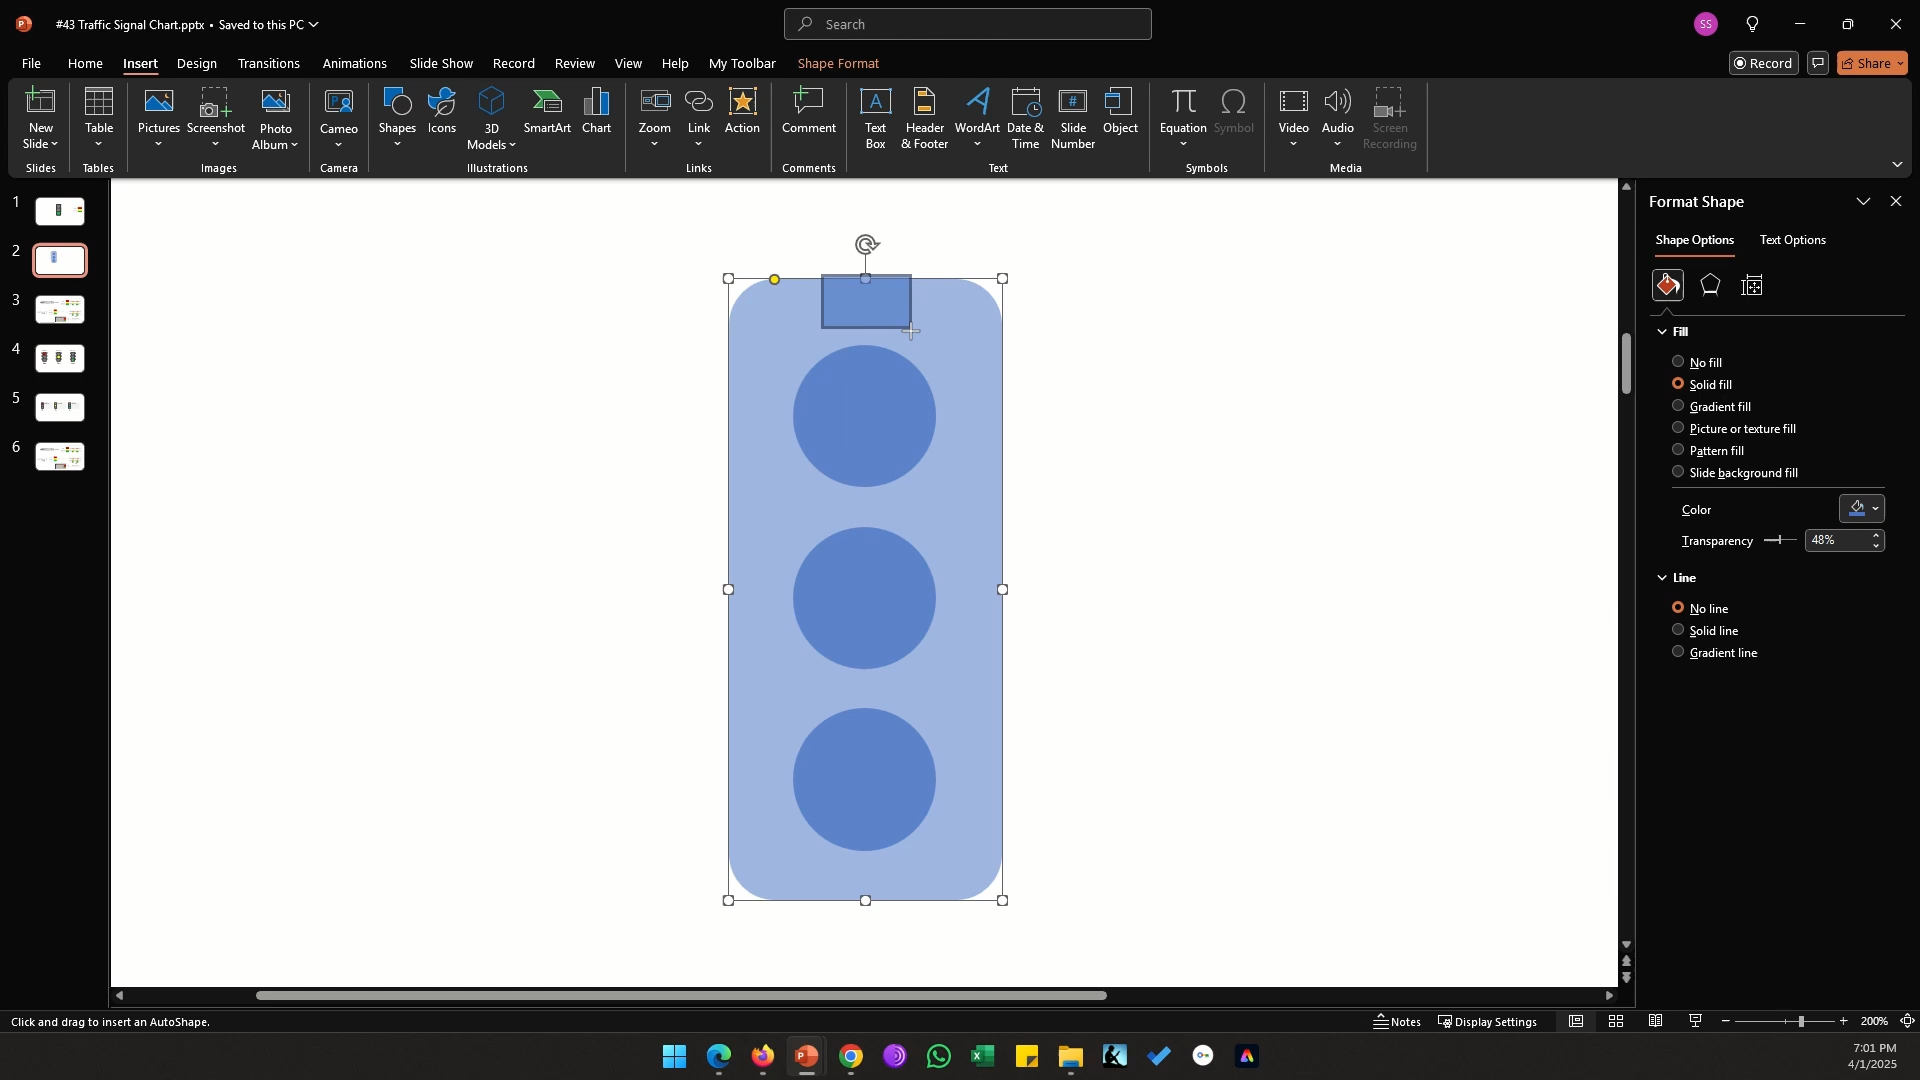 #43 Traffic Signal Chart.pptx • Saved to this PC
Search
SS
File Home Insert Design Transitions Animations Slide Show Record Review View Help My Toolbar Shape Format
Record
Share
New Slide
Table
Pictures
Screenshot
Photo Album
Cameo
Shapes
Icons
3D Models
SmartArt
Chart
Zoom
Link
Action
Comment
Text Box
Header & Footer
WordArt
Date & Time
Slide Number
Object
Equation
Symbol
Video
Audio
Screen Recording
Slides Tables Images Camera Illustrations Links Comments Text Symbols Media
1
2
3
4
5
6
Format Shape
Shape Options Text Options
Fill
No fill
Solid fill
Gradient fill
Picture or texture fill
Pattern fill
Slide background fill
Color
Transparency 48%
Line
No line
Solid line
Gradient line
Click and drag to insert an AutoShape.
Notes Display Settings 200%
7:01 PM
4/1/2025